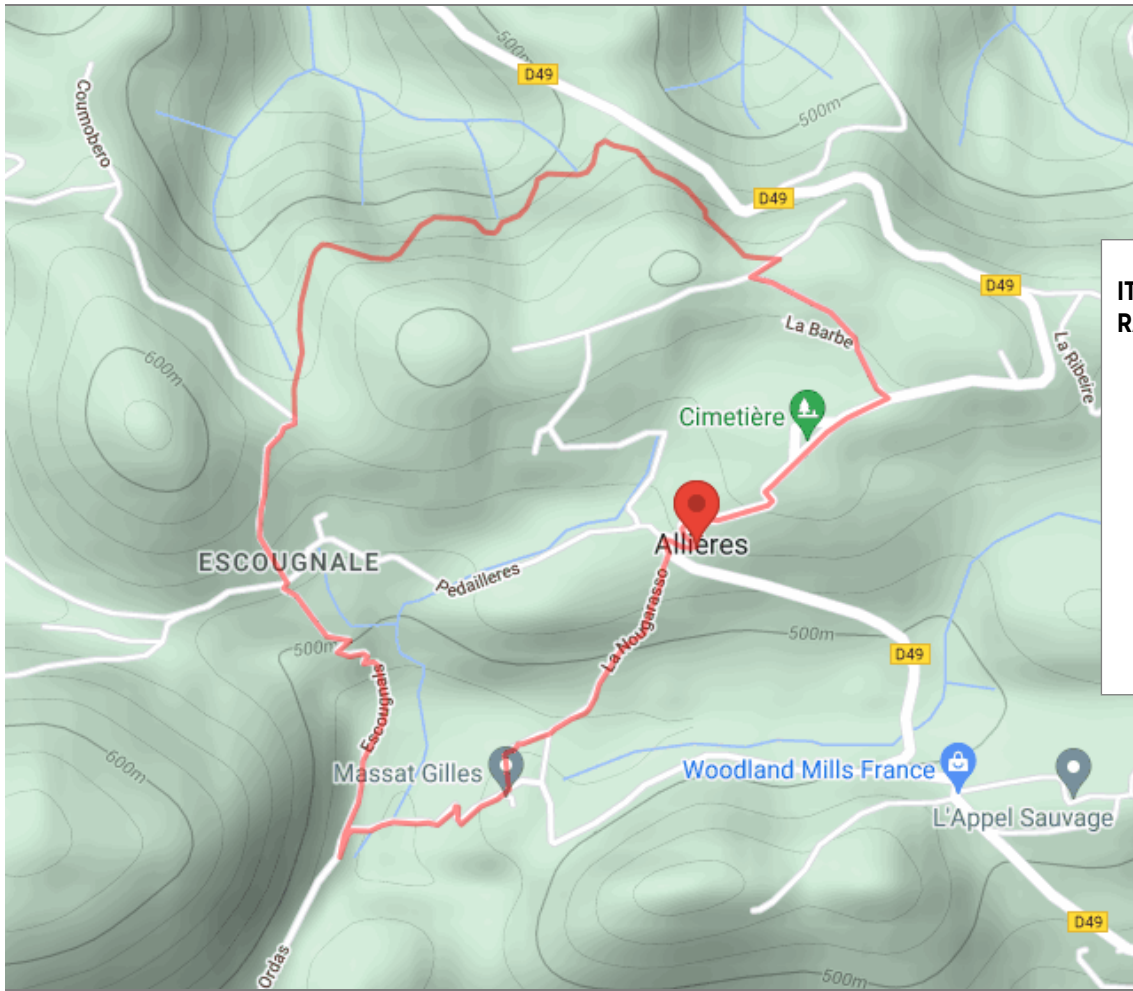 500m
D49
Coumobero
500m
D49
D49
IT
R
La Barbe
La Ribeire
600m
Cimetière
Allières
ESCOUGNALE
Pedailleres
La Nougarasso
500m
500m
D49
Escougnals
600m
Massat Gilles
Woodland Mills France
L'Appel Sauvage
D49
Ordas
500m